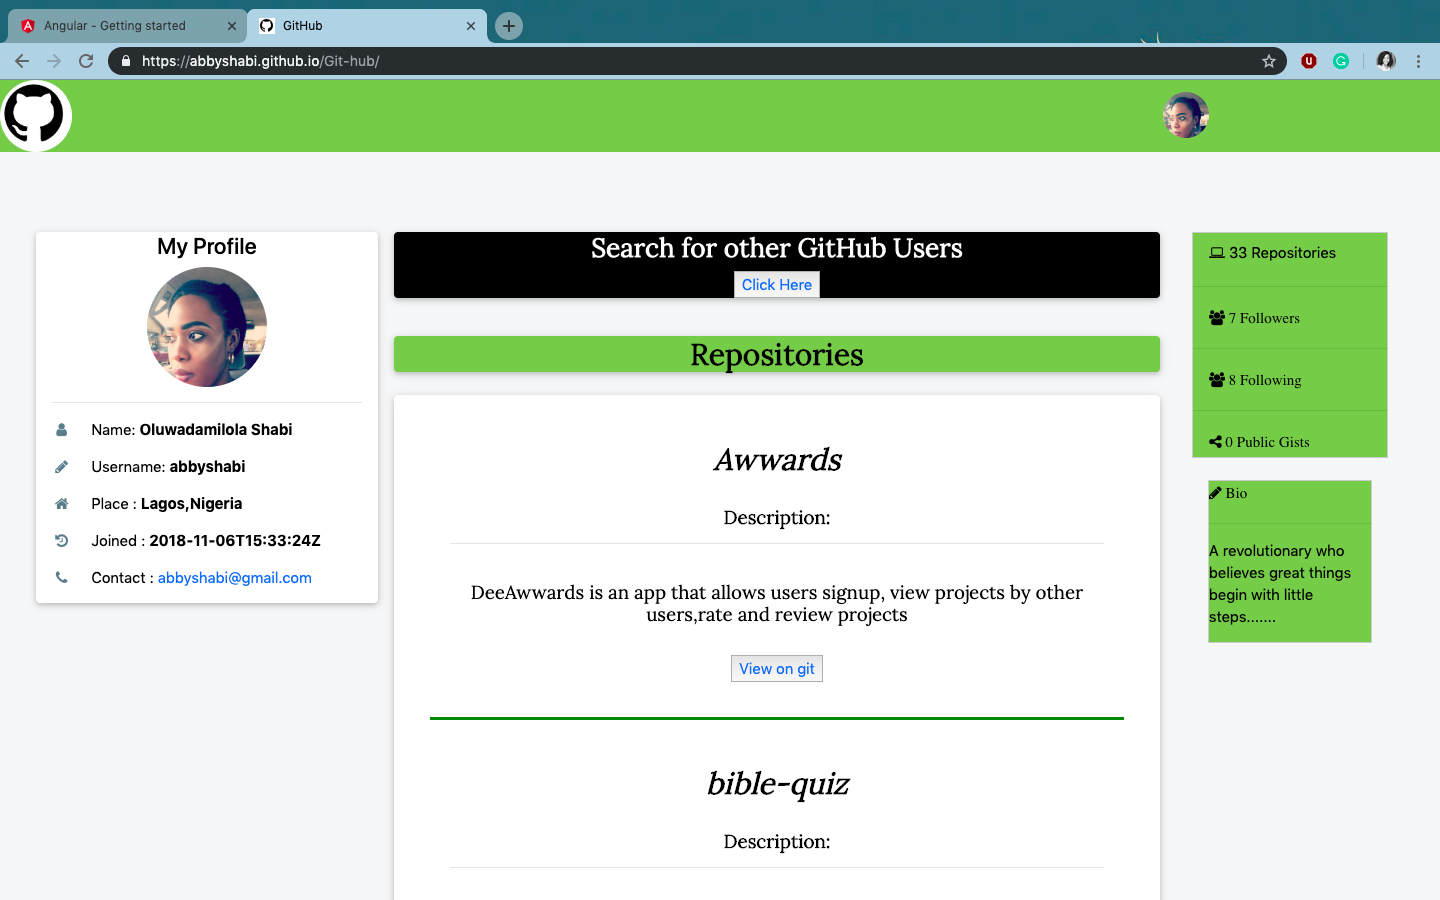 Angular - Getting started
GitHub
https://abbyshabi.github.io/Git-hub/
My Profile
Name: Oluwadamilola Shabi
Username: abbyshabi
Place : Lagos,Nigeria
Joined : 2018-11-06T15:33:24Z
Contact : abbyshabi@gmail.com
Search for other GitHub Users
Click Here
Repositories
Awwards
Description:
DeeAwwards is an app that allows users signup, view projects by other
users,rate and review projects
View on git
bible-quiz
Description:
33 Repositories
7 Followers
8 Following
0 Public Gists
Bio
A revolutionary who
believes great things
begin with little
steps.......